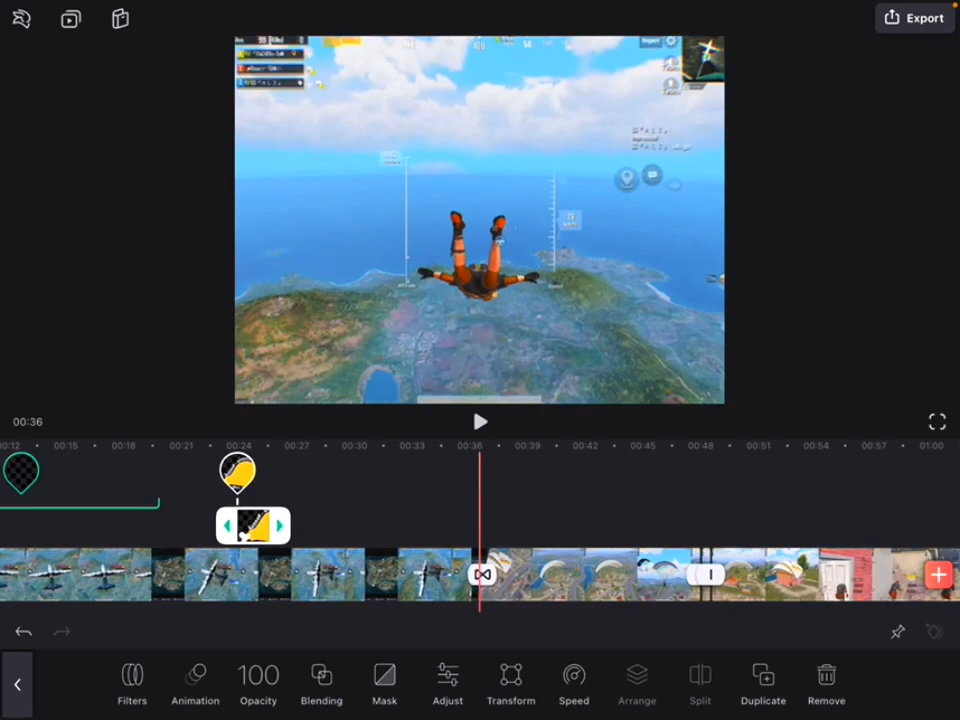 Export
100
54
00:36
00:12 00:15 00:18 00:21 00:24 00:27 00:30 00:33 00:36 00:39 00:42 00:45 00:48 00:51 00:54 00:57 01:00
100
Filters Animation Opacity Blending Mask Adjust Transform Speed Arrange Split Duplicate Remove